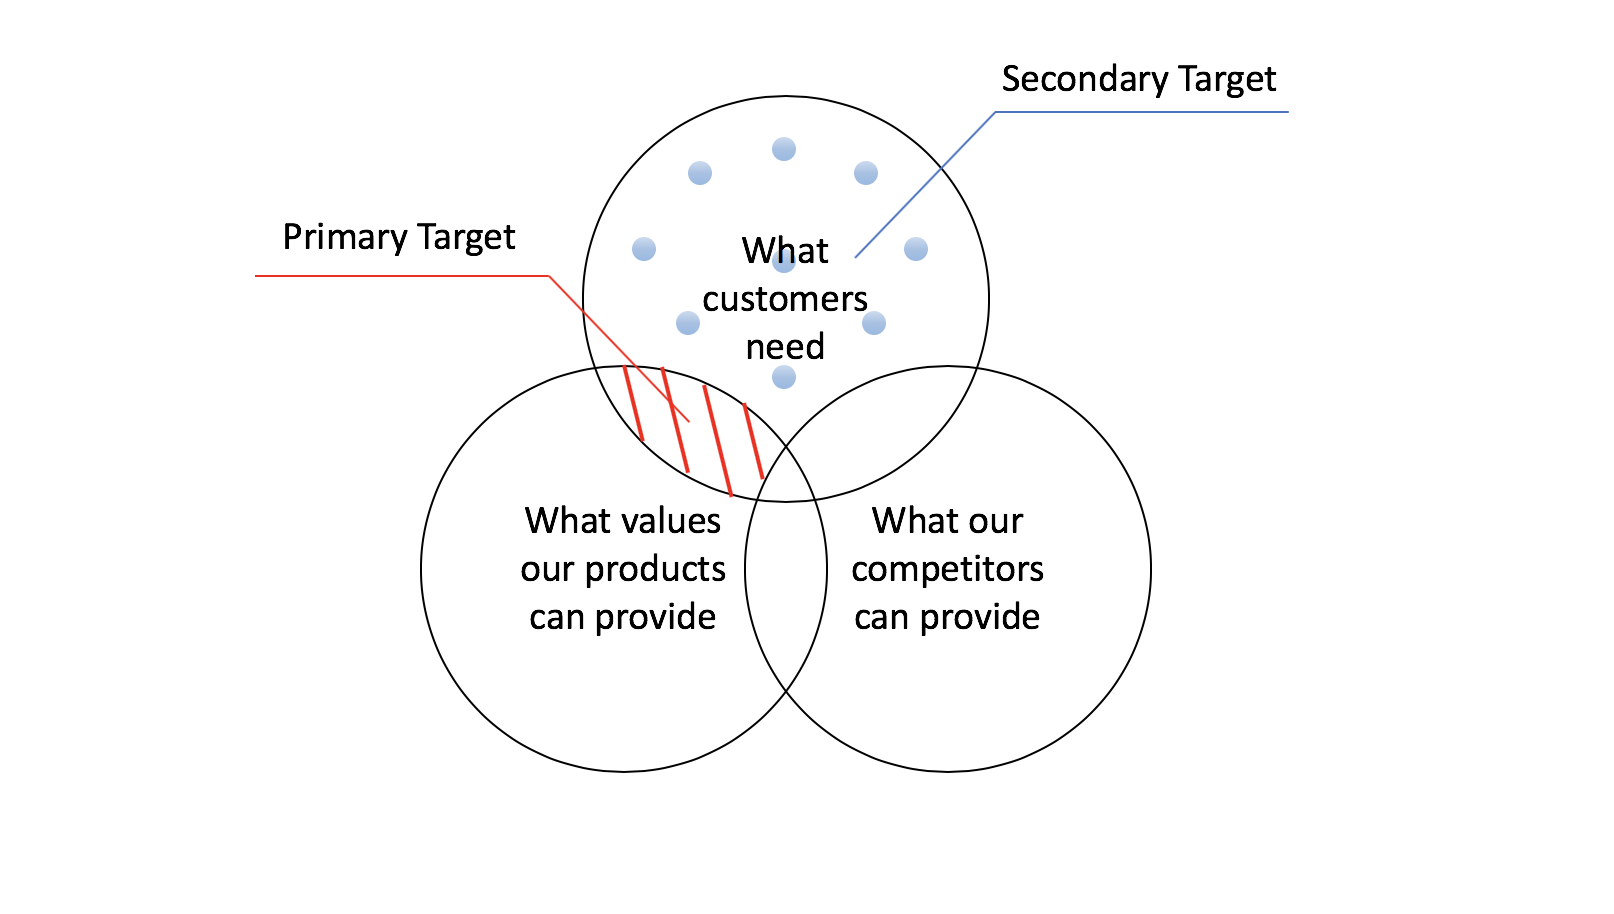 Secondary Target
Primary Target
What
customers
need
What values
our products
can provide
What our
competitors
can provide